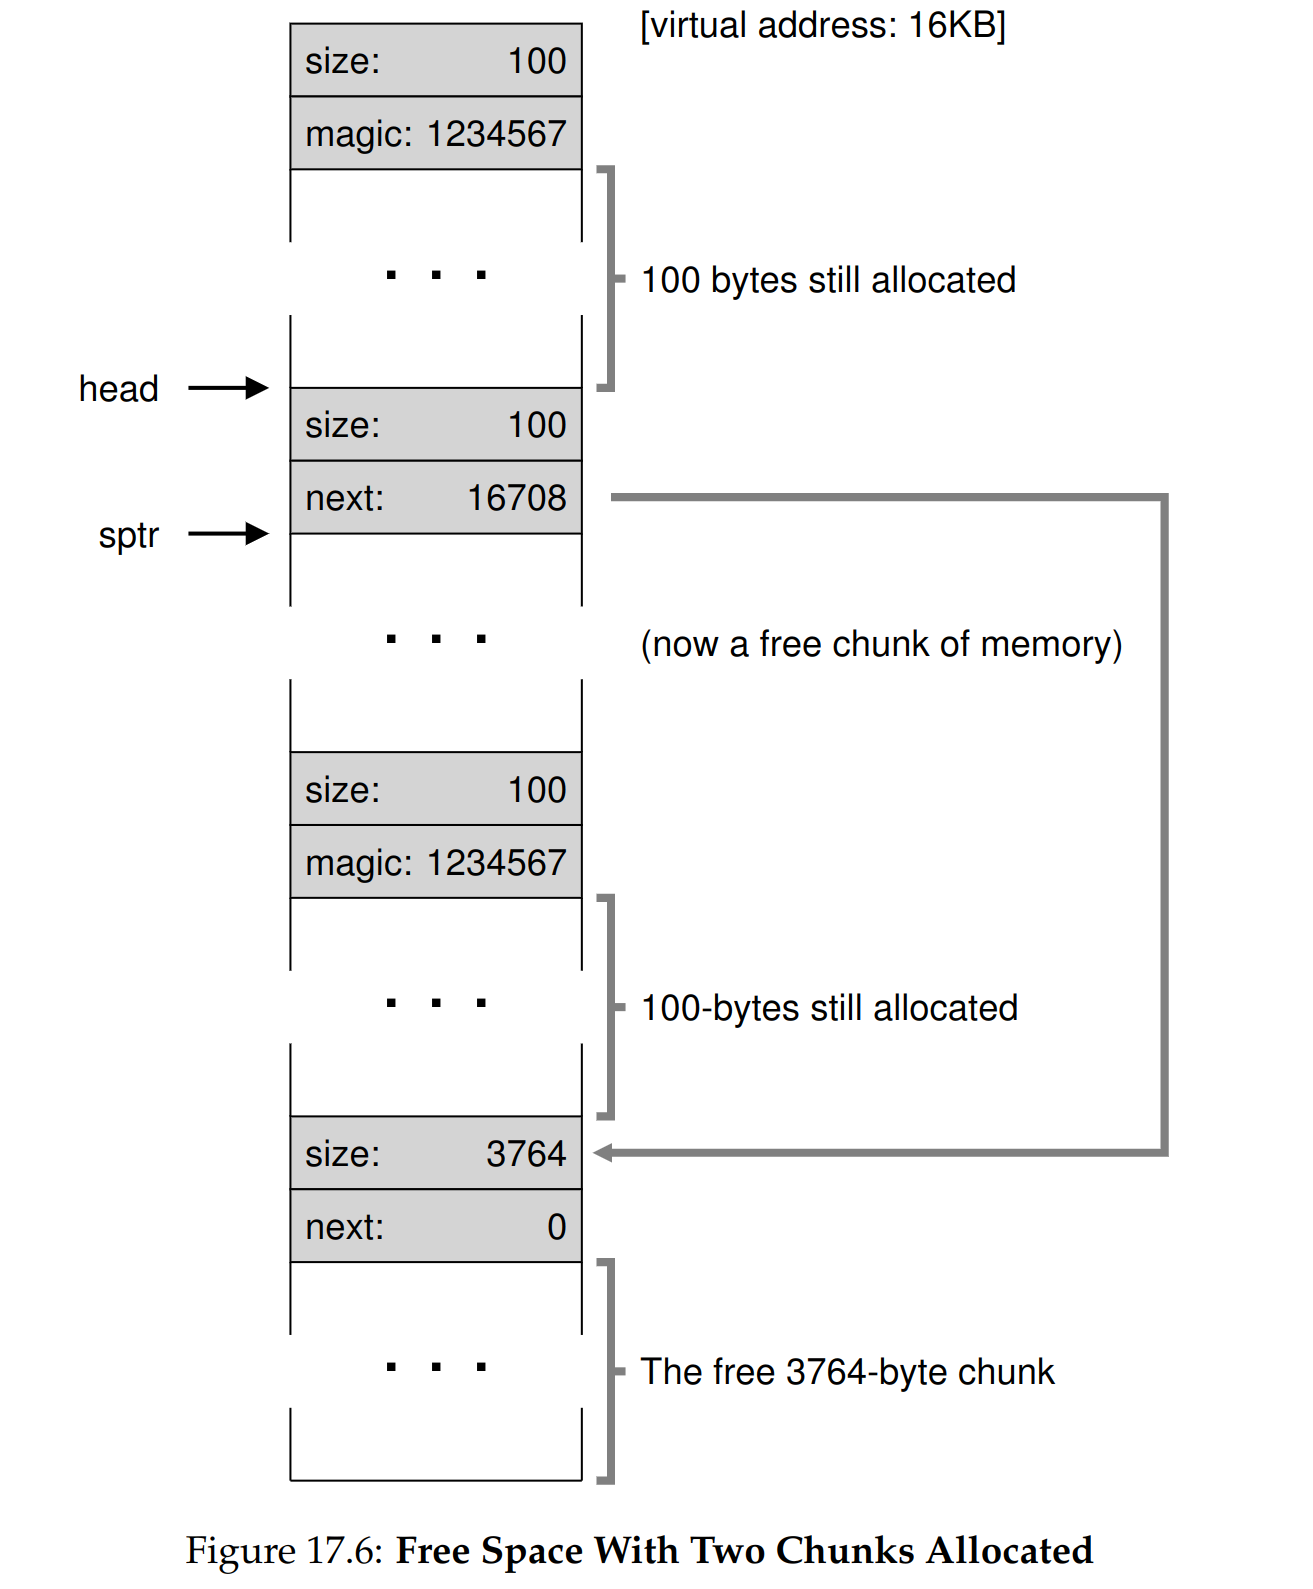 [virtual address: 16KB]
size: 100
magic: 1234567
. . .
100 bytes still allocated
head
size: 100
next: 16708
sptr
. . .
(now a free chunk of memory)
size: 100
magic: 1234567
. . .
100-bytes still allocated
size: 3764
next: 0
. . .
The free 3764-byte chunk
Figure 17.6: Free Space With Two Chunks Allocated